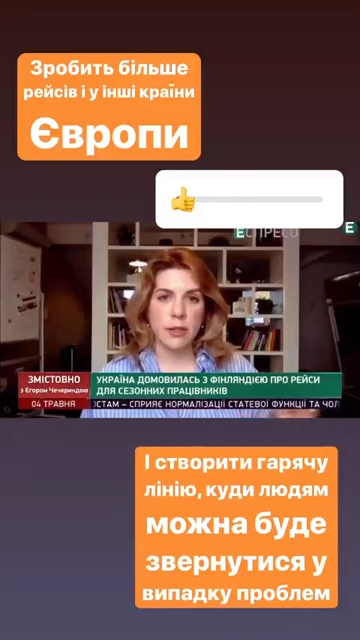 Зробить більше
рейсів і у інші країни
Європи
ЕСПРЕСО
ЗМІСТОВНО
з Єгором Чечериндою
УКРАЇНА ДОМОВИЛАСЬ З ФІНЛЯНДІЄЮ ПРО РЕЙСИ
ДЛЯ СЕЗОННИХ ПРАЦІВНИКІВ
04 ТРАВНЯ
ОСТАМ – СПРИЯЄ НОРМАЛІЗАЦІЇ СТАТЕВОЇ ФУНКЦІЇ ТА ЧОЛ
І створити гарячу
лінію, куди людям
можна буде
звернутися у
випадку проблем